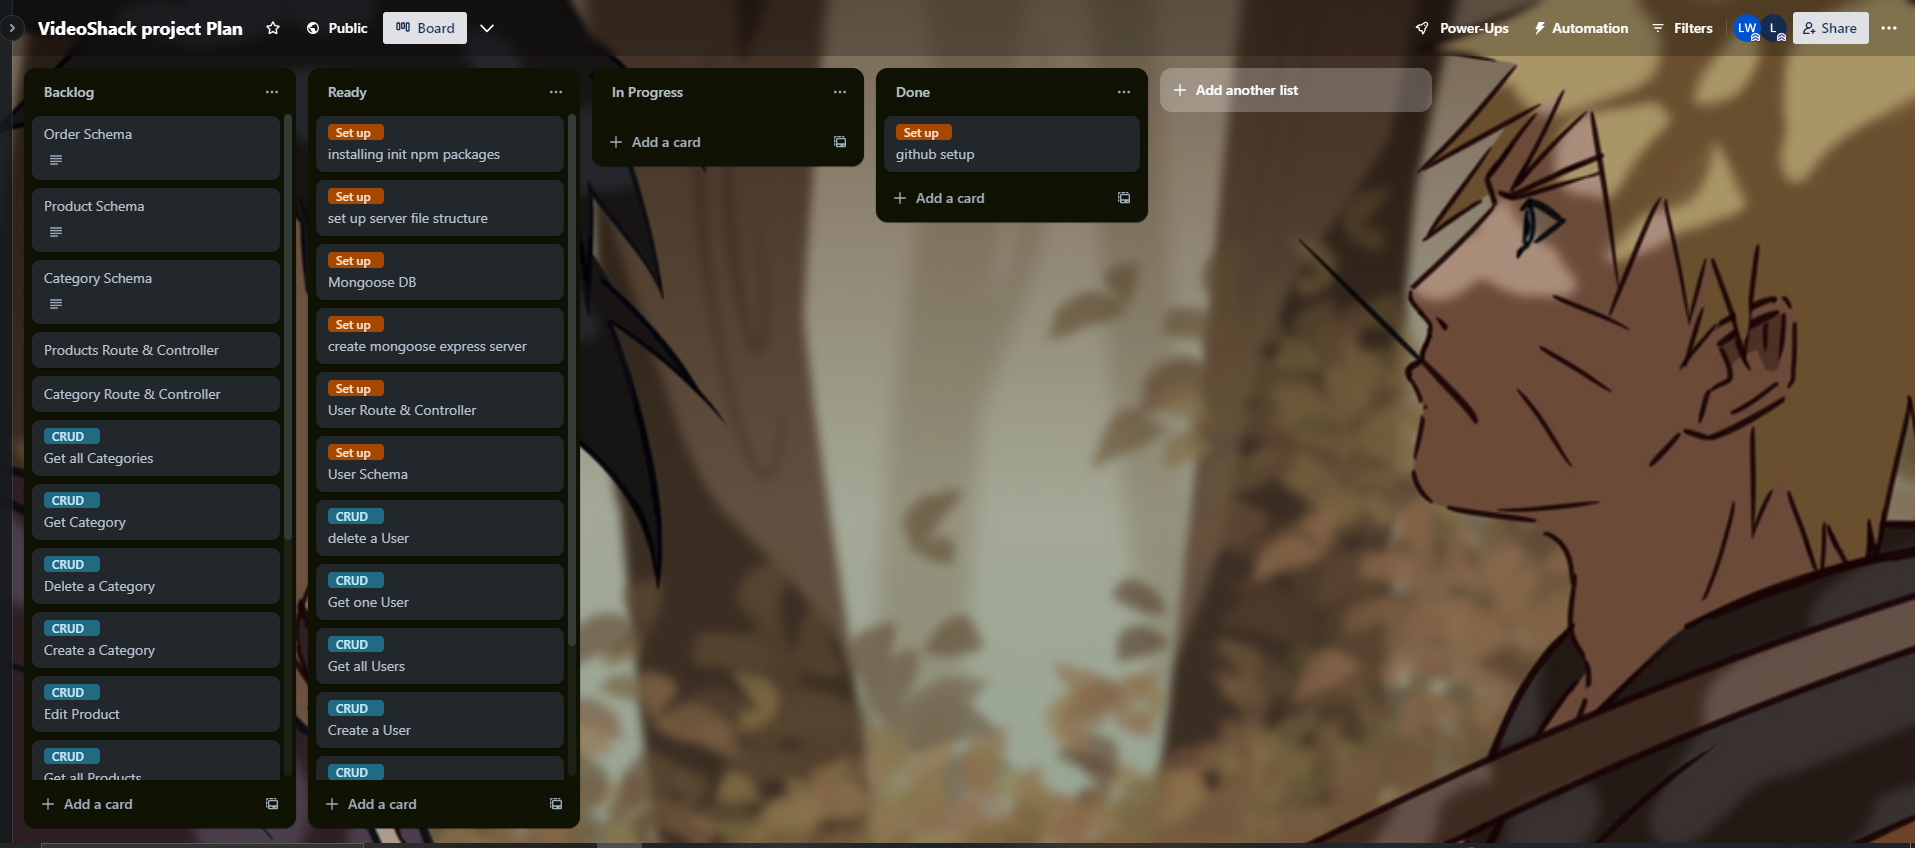 VideoShack project Plan
Public
Board
Power-Ups
Automation
Filters
LW
L
Share
Backlog
Order Schema
Product Schema
Category Schema
Products Route & Controller
Category Route & Controller
CRUD
Get all Categories
CRUD
Get Category
CRUD
Delete a Category
CRUD
Create a Category
CRUD
Edit Product
CRUD
Get all Products
Add a card
Ready
Set up
installing init npm packages
Set up
set up server file structure
Set up
Mongoose DB
Set up
create mongoose express server
Set up
User Route & Controller
Set up
User Schema
CRUD
delete a User
CRUD
Get one User
CRUD
Get all Users
CRUD
Create a User
CRUD
Add a card
In Progress
Add a card
Done
Set up
github setup
Add a card
Add another list